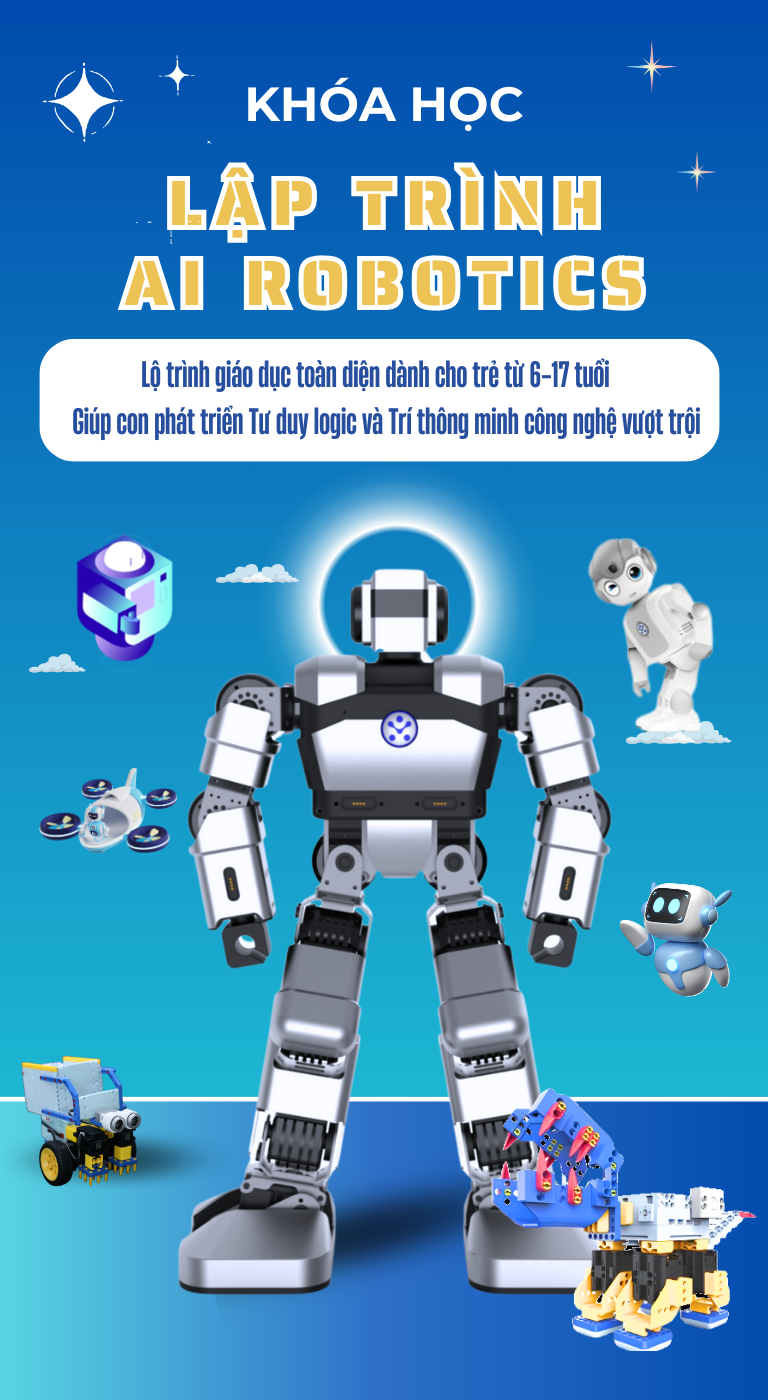 KHÓA HỌC
LẬP TRÌNH
AI ROBOTICS
Lộ trình giáo dục toàn diện dành cho trẻ từ 6-17 tuổi
Giúp con phát triển Tư duy logic và Trí thông minh công nghệ vượt trội